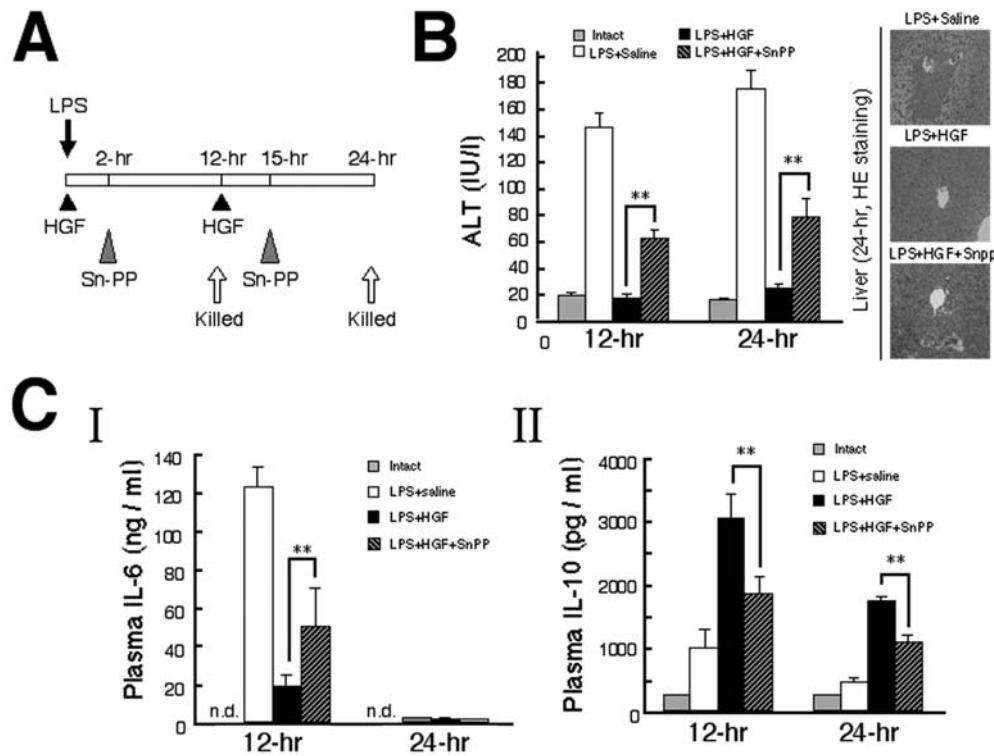 A
LPS
2-hr 12-hr 15-hr 24-hr
HGF HGF
Sn-PP Sn-PP
Killed Killed
B
Intact LPS+HGF
LPS+Saline LPS+HGF+SnPP
ALT (IU/l)
200
180
160
140
120
100
80
60
40
20
0
0
** **
12-hr 24-hr
Liver (24-hr, HE staining)
LPS+Saline
LPS+HGF
LPS+HGF+Snpp
C
I
Plasma IL-6 (ng / ml)
140
120
100
80
60
40
20
0
Intact
LPS+saline
LPS+HGF
LPS+HGF+SnPP
**
n.d. n.d.
12-hr 24-hr
II
Plasma IL-10 (pg / ml)
4000
3000
2000
1000
0
Intact
LPS+saline
LPS+HGF
LPS+HGF+SnPP
** **
12-hr 24-hr